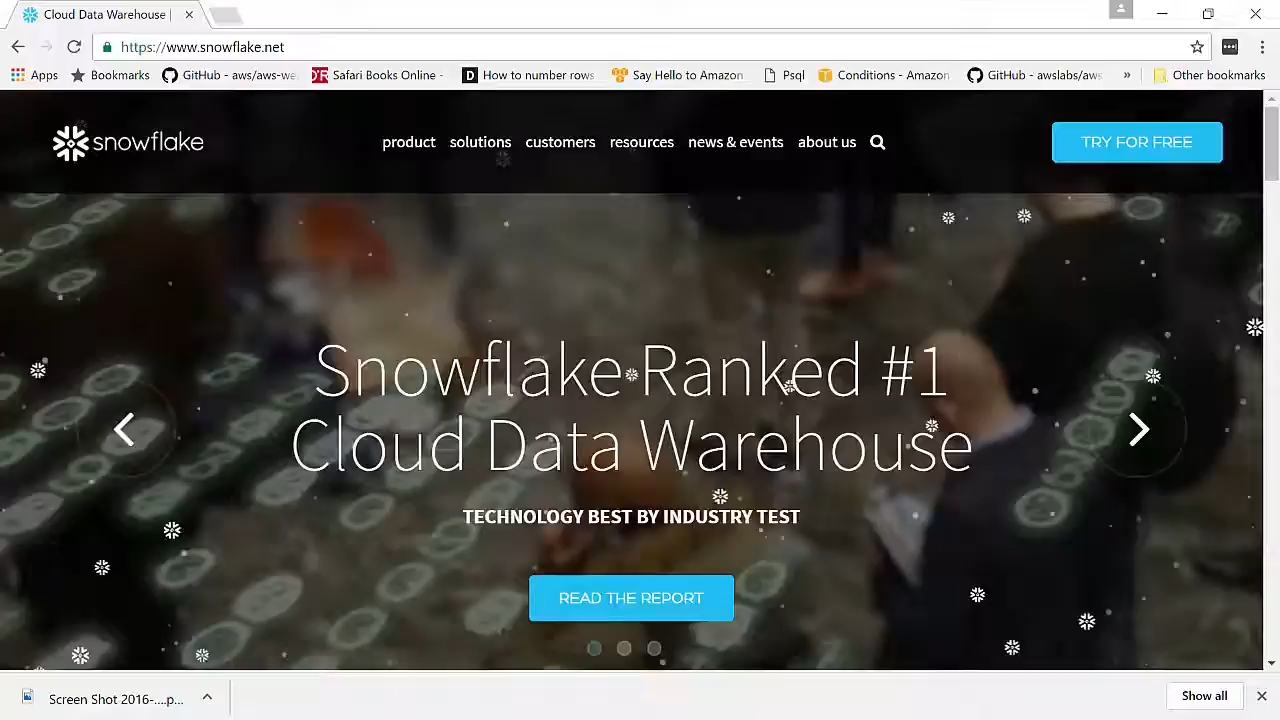 Cloud Data Warehouse |
https://www.snowflake.net
Apps Bookmarks GitHub - aws/aws-we Safari Books Online - How to number rows Say Hello to Amazon Psql Conditions - Amazon GitHub - awslabs/aws » Other bookmarks
snowflake product solutions customers resources news & events about us TRY FOR FREE
Snowflake Ranked #1
Cloud Data Warehouse
TECHNOLOGY BEST BY INDUSTRY TEST
READ THE REPORT
Screen Shot 2016-....p... Show all